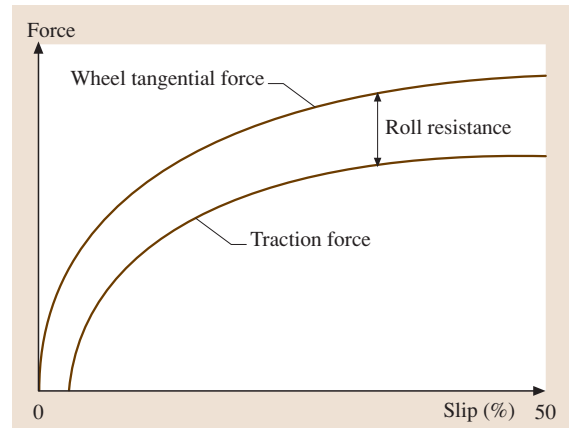 Force
Wheel tangential force
Roll resistance
Traction force
0
Slip (%)
50